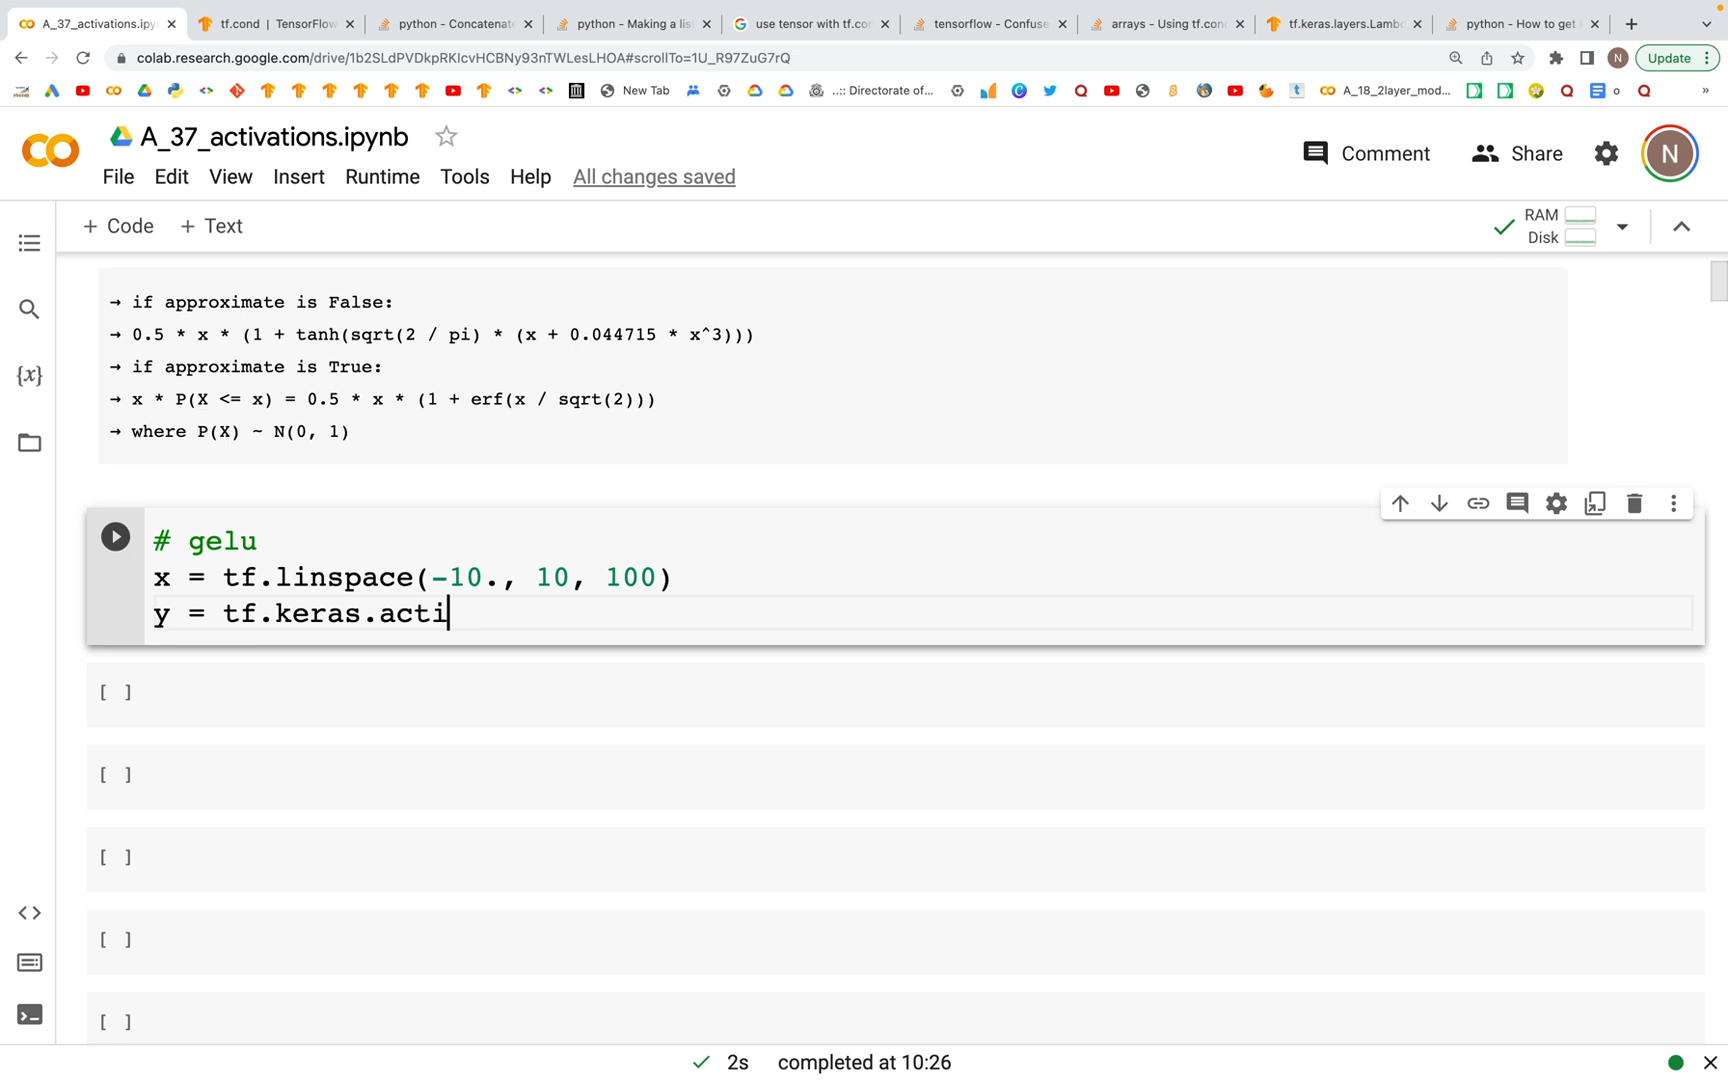 A_37_activations.ipy
tf.cond | TensorFlow
python - Concatenat
python - Making a lis
use tensor with tf.con
tensorflow - Confuse
arrays - Using tf.con
tf.keras.layers.Lamb
python - How to get
colab.research.google.com/drive/1b2SLdPVDkpRKIcvHCBNy93nTWLesLHOA#scrollTo=1U_R97ZuG7rQ
N
Update
New Tab
..:: Directorate of...
A_18_2layer_mod...
o
»
A_37_activations.ipynb
Comment
Share
N
File Edit View Insert Runtime Tools Help All changes saved
+ Code + Text
RAM
Disk
→ if approximate is False:
→ 0.5 * x * (1 + tanh(sqrt(2 / pi) * (x + 0.044715 * x^3)))
→ if approximate is True:
→ x * P(X <= x) = 0.5 * x * (1 + erf(x / sqrt(2)))
→ where P(X) ~ N(0, 1)
# gelu
x = tf.linspace(-10., 10, 100)
y = tf.keras.acti
[ ]
[ ]
[ ]
[ ]
[ ]
2s completed at 10:26